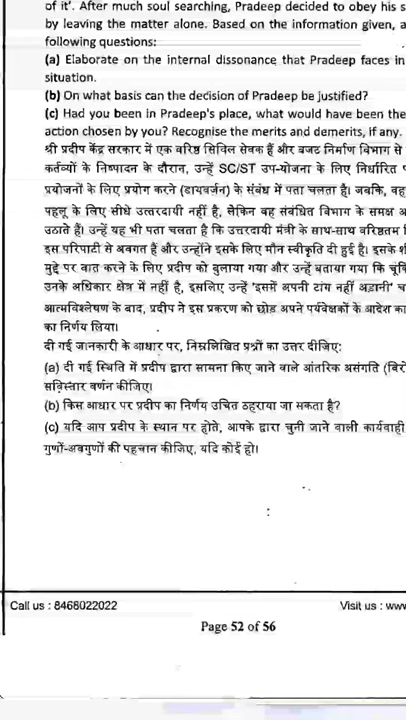 of it'. After much soul searching, Pradeep decided to obey his s
by leaving the matter alone. Based on the information given, a
following questions:
(a) Elaborate on the internal dissonance that Pradeep faces in
situation.
(b) On what basis can the decision of Pradeep be justified?
(c) Had you been in Pradeep's place, what would have been the
action chosen by you? Recognise the merits and demerits, if any.
श्री प्रदीप केंद्र सरकार में एक वरिष्ठ सिविल सेवक हैं और बजट निर्माण विभाग से
कर्तव्यों के निष्पादन के दौरान, उन्हें SC/ST उप-योजना के लिए निर्धारित
प्रयोजनों के लिए प्रयोग करने (डायवर्जन) के संबंध में पता चलता है। जबकि, वह
पहलू के लिए सीधे उत्तरदायी नहीं है, लेकिन वह संबंधित विभाग के समक्ष अ
उठाते हैं। उन्हें यह भी पता चलता है कि उत्तरदायी मंत्री के साथ-साथ वरिष्ठतम
इस परिपाटी से अवगत हैं और उन्होंने इसके लिए मौन स्वीकृति दी हुई है। इसके
मुद्दे पर बात करने के लिए प्रदीप को बुलाया गया और उन्हें बताया गया कि चूंकि
उनके अधिकार क्षेत्र में नहीं है, इसलिए उन्हें 'इसमें अपनी टांग नहीं अड़ानी' च
आत्मविश्लेषण के बाद, प्रदीप ने इस प्रकरण को छोड़ अपने पर्यवेक्षकों के आदेश का
का निर्णय लिया।
दी गई जानकारी के आधार पर, निम्नलिखित प्रश्नों का उत्तर दीजिए:
(a) दी गई स्थिति में प्रदीप द्वारा सामना किए जाने वाले आंतरिक असंगति (विरो
सविस्तार वर्णन कीजिए।
(b) किस आधार पर प्रदीप का निर्णय उचित ठहराया जा सकता है?
(c) यदि आप प्रदीप के स्थान पर होते, आपके द्वारा चुनी जाने वाली कार्यवाही
गुणों-अवगुणों की पहचान कीजिए, यदि कोई हो।
Call us : 8468022022 Visit us : www
Page 52 of 56